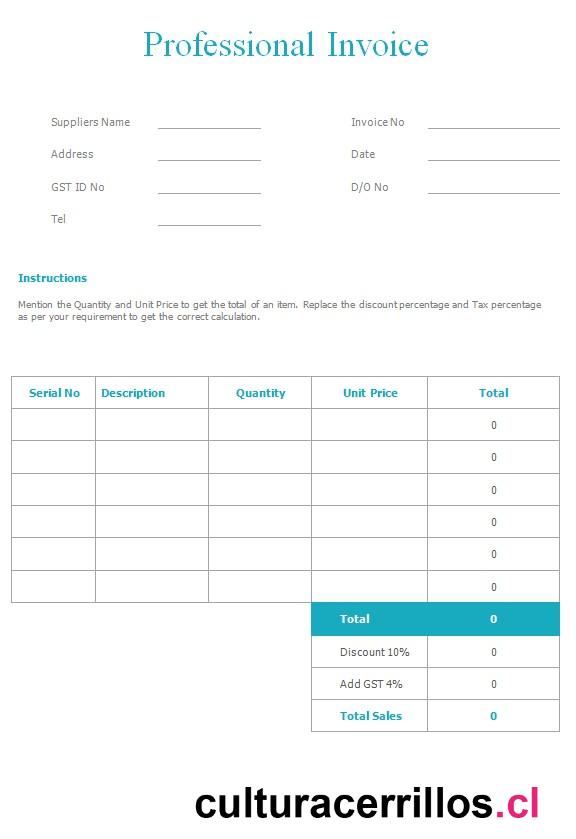 Professional Invoice
Suppliers Name Invoice No
Address Date
GST ID No D/O No
Tel
Instructions
Mention the Quantity and Unit Price to get the total of an item. Replace the discount percentage and Tax percentage
as per your requirement to get the correct calculation.
Serial No Description Quantity Unit Price Total
0
0
0
0
0
0
Total 0
Discount 10% 0
Add GST 4% 0
Total Sales 0
culturacerrillos.cl